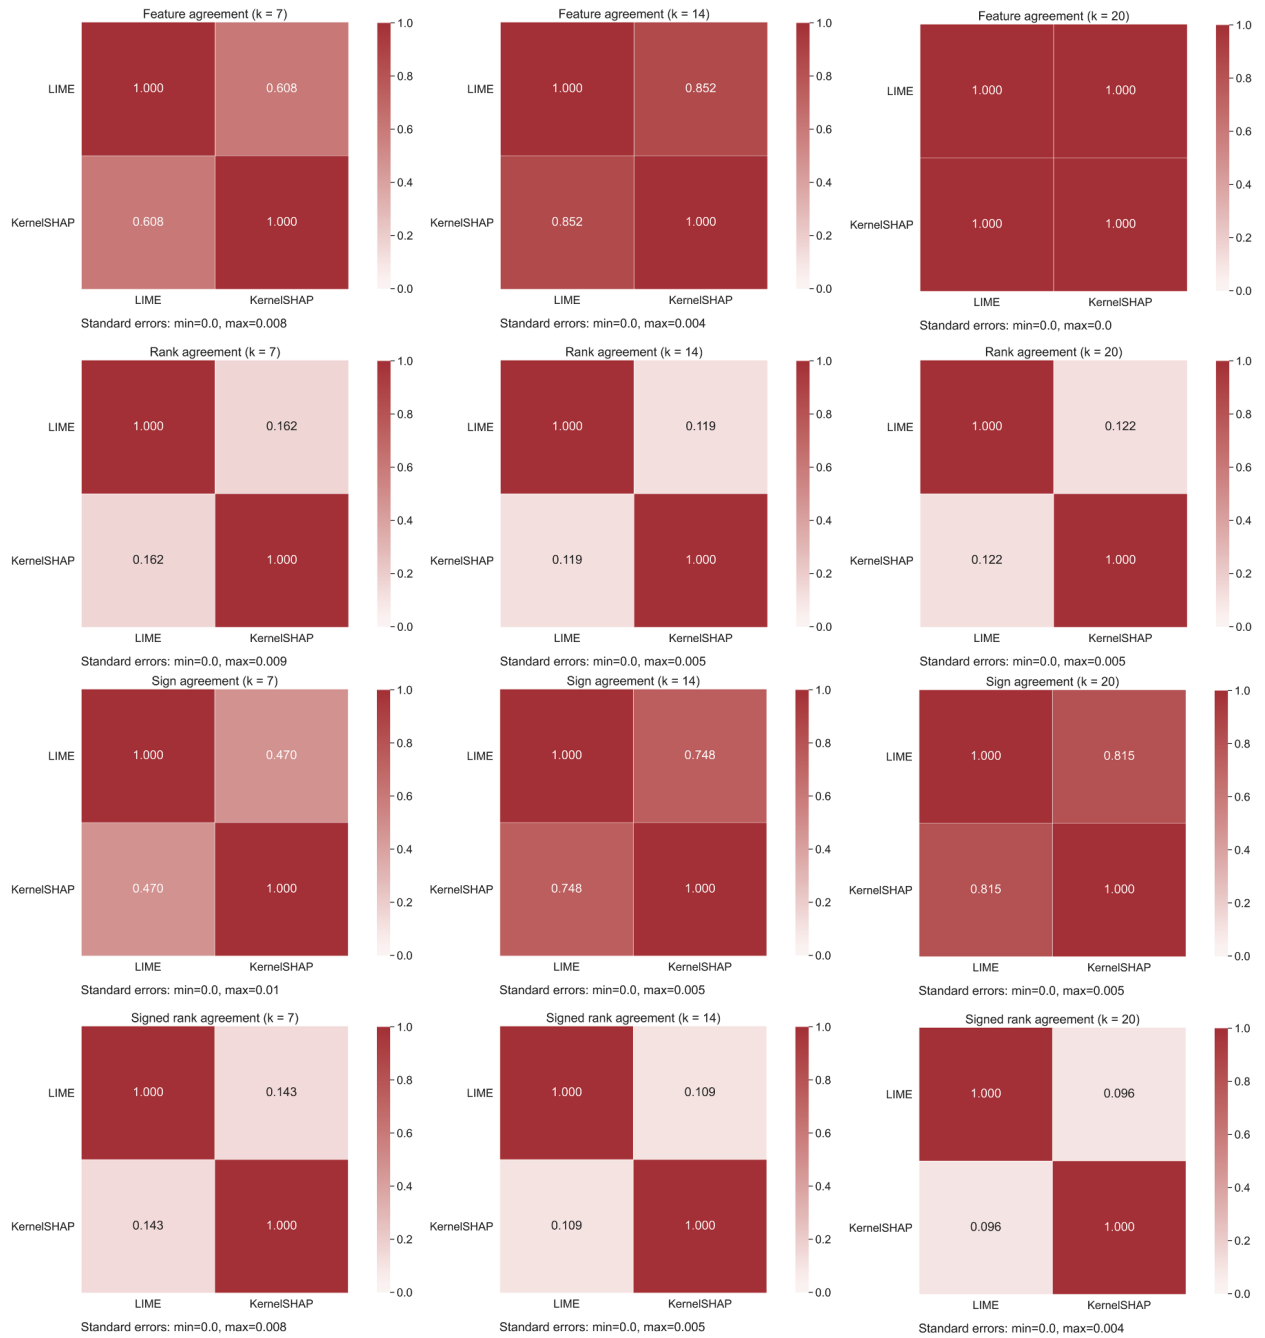 Feature agreement (k = 7)
1.0
0.8
0.6
0.4
0.2
0.0
LIME
1.000
0.608
KernelSHAP
0.608
1.000
LIME
KernelSHAP
Standard errors: min=0.0, max=0.008
Feature agreement (k = 14)
1.0
0.8
0.6
0.4
0.2
0.0
LIME
1.000
0.852
KernelSHAP
0.852
1.000
LIME
KernelSHAP
Standard errors: min=0.0, max=0.004
Feature agreement (k = 20)
1.0
0.8
0.6
0.4
0.2
0.0
LIME
1.000
1.000
KernelSHAP
1.000
1.000
LIME
KernelSHAP
Standard errors: min=0.0, max=0.0
Rank agreement (k = 7)
1.0
0.8
0.6
0.4
0.2
0.0
LIME
1.000
0.162
KernelSHAP
0.162
1.000
LIME
KernelSHAP
Standard errors: min=0.0, max=0.009
Rank agreement (k = 14)
1.0
0.8
0.6
0.4
0.2
0.0
LIME
1.000
0.119
KernelSHAP
0.119
1.000
LIME
KernelSHAP
Standard errors: min=0.0, max=0.005
Rank agreement (k = 20)
1.0
0.8
0.6
0.4
0.2
0.0
LIME
1.000
0.122
KernelSHAP
0.122
1.000
LIME
KernelSHAP
Standard errors: min=0.0, max=0.005
Sign agreement (k = 7)
1.0
0.8
0.6
0.4
0.2
0.0
LIME
1.000
0.470
KernelSHAP
0.470
1.000
LIME
KernelSHAP
Standard errors: min=0.0, max=0.01
Sign agreement (k = 14)
1.0
0.8
0.6
0.4
0.2
0.0
LIME
1.000
0.748
KernelSHAP
0.748
1.000
LIME
KernelSHAP
Standard errors: min=0.0, max=0.005
Sign agreement (k = 20)
1.0
0.8
0.6
0.4
0.2
0.0
LIME
1.000
0.815
KernelSHAP
0.815
1.000
LIME
KernelSHAP
Standard errors: min=0.0, max=0.005
Signed rank agreement (k = 7)
1.0
0.8
0.6
0.4
0.2
0.0
LIME
1.000
0.143
KernelSHAP
0.143
1.000
LIME
KernelSHAP
Standard errors: min=0.0, max=0.008
Signed rank agreement (k = 14)
1.0
0.8
0.6
0.4
0.2
0.0
LIME
1.000
0.109
KernelSHAP
0.109
1.000
LIME
KernelSHAP
Standard errors: min=0.0, max=0.005
Signed rank agreement (k = 20)
1.0
0.8
0.6
0.4
0.2
0.0
LIME
1.000
0.096
KernelSHAP
0.096
1.000
LIME
KernelSHAP
Standard errors: min=0.0, max=0.004